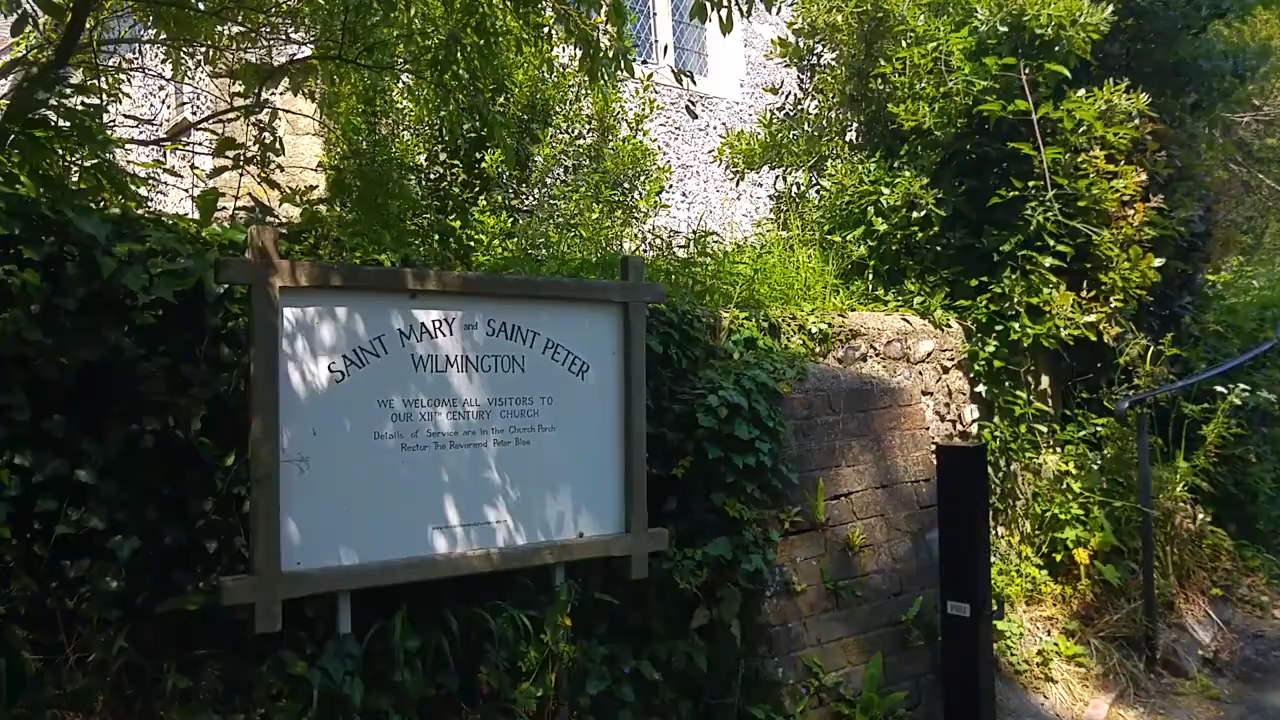 SAINT MARY and SAINT PETER
WILMINGTON
WE WELCOME ALL VISITORS TO
OUR XIITH CENTURY CHURCH
Details of Service are in the Church Porch
Rector: The Reverend Peter Blee